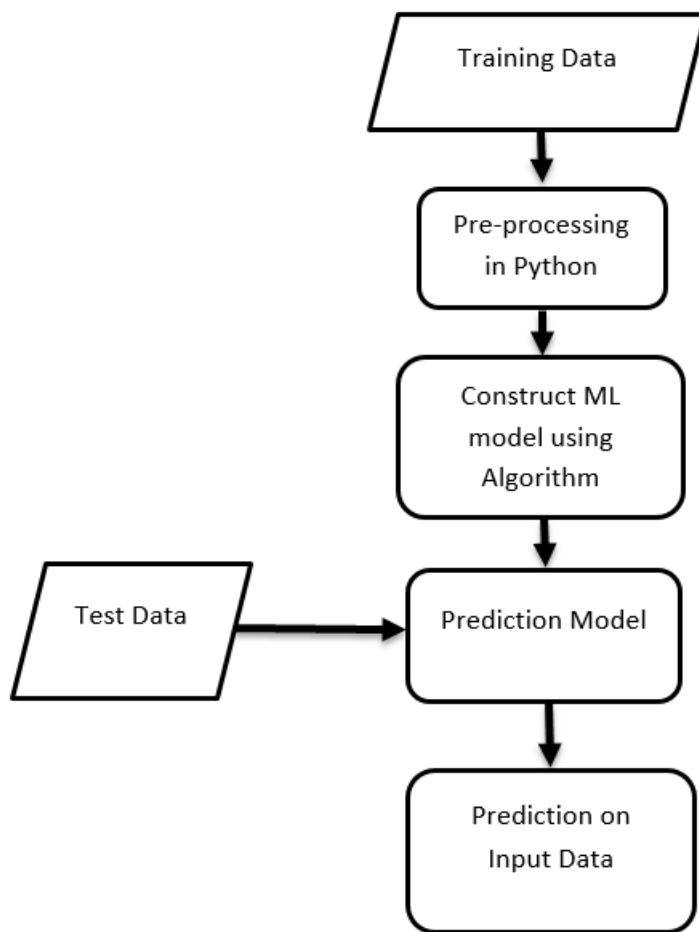 Training Data
Pre-processing
in Python
Construct ML
model using
Algorithm
Test Data
Prediction Model
Prediction on
Input Data